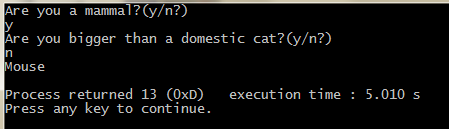 Are you a mammal?(y/n?)
y
Are you bigger than a domestic cat?(y/n?)
n
Mouse
Process returned 13 (0xD)   execution time : 5.010 s
Press any key to continue.